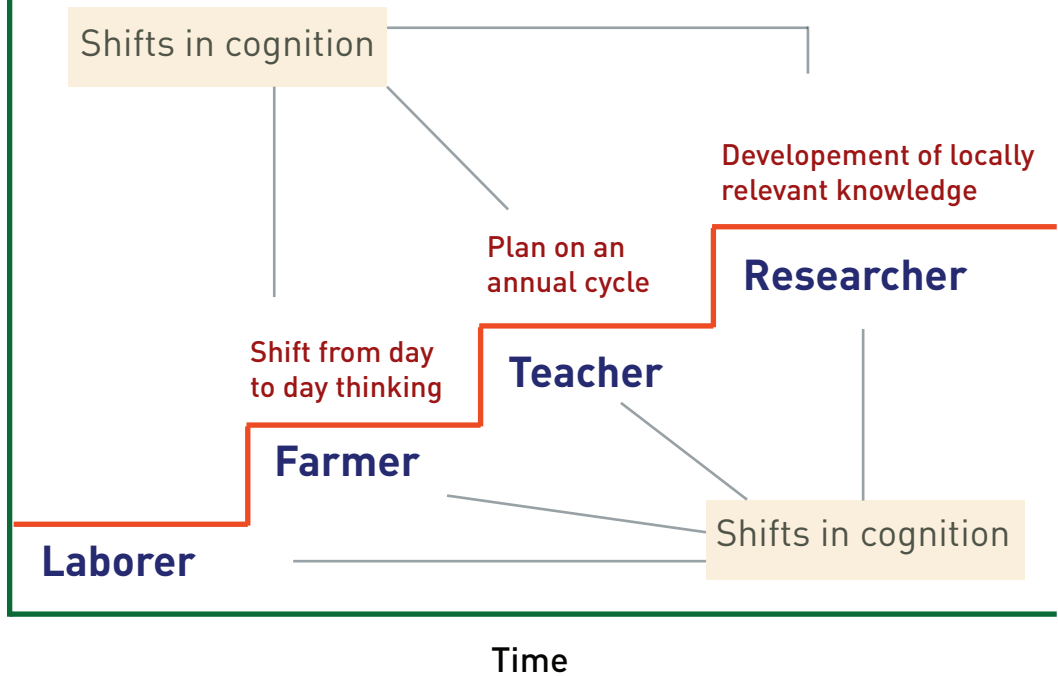 Shifts in cognition
Developement of locally
relevant knowledge
Plan on an
annual cycle
Researcher
Shift from day
to day thinking
Teacher
Farmer
Shifts in cognition
Laborer
Time